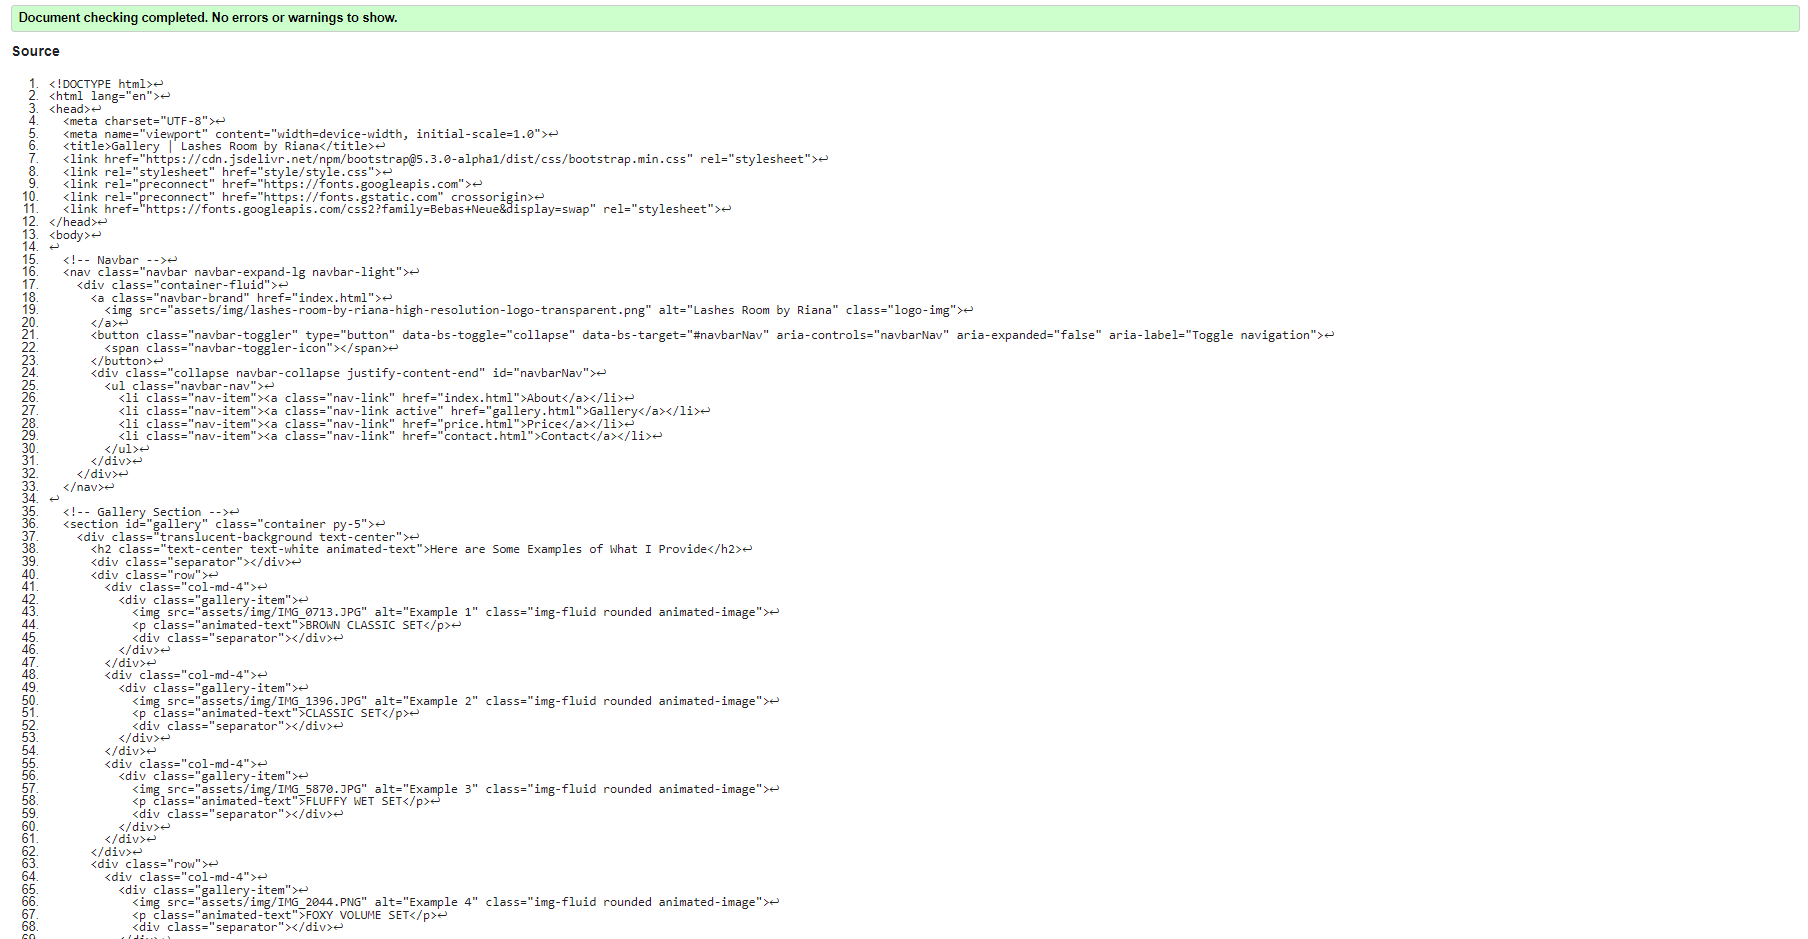 Document checking completed. No errors or warnings to show.
Source
1. <!DOCTYPE html>↩
2. <html lang="en">↩
3. <head>↩
4.   <meta charset="UTF-8">↩
5.   <meta name="viewport" content="width=device-width, initial-scale=1.0">↩
6.   <title>Gallery | Lashes Room by Riana</title>↩
7.   <link href="https://cdn.jsdelivr.net/npm/bootstrap@5.3.0-alpha1/dist/css/bootstrap.min.css" rel="stylesheet">↩
8.   <link rel="stylesheet" href="style/style.css">↩
9.   <link rel="preconnect" href="https://fonts.googleapis.com">↩
10.   <link rel="preconnect" href="https://fonts.gstatic.com" crossorigin>↩
11.   <link href="https://fonts.googleapis.com/css2?family=Bebas+Neue&display=swap" rel="stylesheet">↩
12. </head>↩
13. <body>↩
14. ↩
15.   <!-- Navbar -->↩
16.   <nav class="navbar navbar-expand-lg navbar-light">↩
17.     <div class="container-fluid">↩
18.       <a class="navbar-brand" href="index.html">↩
19.         <img src="assets/img/lashes-room-by-riana-high-resolution-logo-transparent.png" alt="Lashes Room by Riana" class="logo-img">↩
20.       </a>↩
21.       <button class="navbar-toggler" type="button" data-bs-toggle="collapse" data-bs-target="#navbarNav" aria-controls="navbarNav" aria-expanded="false" aria-label="Toggle navigation">↩
22.         <span class="navbar-toggler-icon"></span>↩
23.       </button>↩
24.       <div class="collapse navbar-collapse justify-content-end" id="navbarNav">↩
25.         <ul class="navbar-nav">↩
26.           <li class="nav-item"><a class="nav-link" href="index.html">About</a></li>↩
27.           <li class="nav-item"><a class="nav-link active" href="gallery.html">Gallery</a></li>↩
28.           <li class="nav-item"><a class="nav-link" href="price.html">Price</a></li>↩
29.           <li class="nav-item"><a class="nav-link" href="contact.html">Contact</a></li>↩
30.         </ul>↩
31.       </div>↩
32.     </div>↩
33.   </nav>↩
34. ↩
35.   <!-- Gallery Section -->↩
36.   <section id="gallery" class="container py-5">↩
37.     <div class="translucent-background text-center">↩
38.       <h2 class="text-center text-white animated-text">Here are Some Examples of What I Provide</h2>↩
39.       <div class="separator"></div>↩
40.       <div class="row">↩
41.         <div class="col-md-4">↩
42.           <div class="gallery-item">↩
43.             <img src="assets/img/IMG_0713.JPG" alt="Example 1" class="img-fluid rounded animated-image">↩
44.             <p class="animated-text">BROWN CLASSIC SET</p>↩
45.             <div class="separator"></div>↩
46.           </div>↩
47.         </div>↩
48.         <div class="col-md-4">↩
49.           <div class="gallery-item">↩
50.             <img src="assets/img/IMG_1396.JPG" alt="Example 2" class="img-fluid rounded animated-image">↩
51.             <p class="animated-text">CLASSIC SET</p>↩
52.             <div class="separator"></div>↩
53.           </div>↩
54.         </div>↩
55.         <div class="col-md-4">↩
56.           <div class="gallery-item">↩
57.             <img src="assets/img/IMG_5870.JPG" alt="Example 3" class="img-fluid rounded animated-image">↩
58.             <p class="animated-text">FLUFFY WET SET</p>↩
59.             <div class="separator"></div>↩
60.           </div>↩
61.         </div>↩
62.       </div>↩
63.       <div class="row">↩
64.         <div class="col-md-4">↩
65.           <div class="gallery-item">↩
66.             <img src="assets/img/IMG_2044.PNG" alt="Example 4" class="img-fluid rounded animated-image">↩
67.             <p class="animated-text">FOXY VOLUME SET</p>↩
68.             <div class="separator"></div>↩